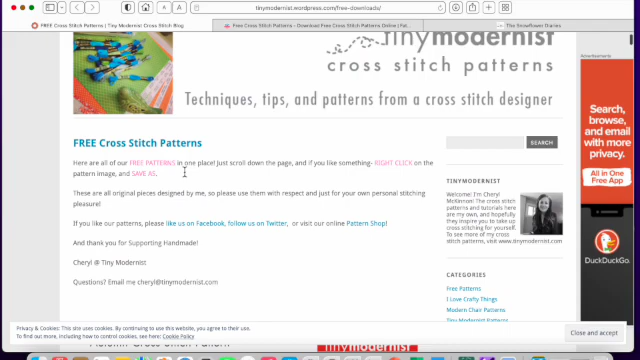 tinymodernist.wordpress.com/free-downloads/
FREE Cross Stitch Patterns | Tiny Modernist Cross Stitch Blog
Free Cross Stitch Patterns - Download Free Cross Stitch Patterns Online | Pat...
The Snowflower Diaries
tinymodernist
cross stitch patterns
Techniques, tips, and patterns from a cross stitch designer
FREE Cross Stitch Patterns
Here are all of our FREE PATTERNS in one place! Just scroll down the page, and if you like something- RIGHT CLICK on the
pattern image, and SAVE AS.
These are all original pieces designed by me, so please use them with respect and just for your own personal stitching
pleasure!
If you like our patterns, please like us on Facebook, follow us on Twitter, or visit our online Pattern Shop!
And thank you for Supporting Handmade!
Cheryl @ Tiny Modernist
Questions? Email me cheryl@tinymodernist.com
SEARCH
TINYMODERNIST
Welcome! I'm Cheryl
McKinnon! The cross
stitch patterns and
tutorials here
are my own, and hopefully
they inspire you to take up
cross stitching for yourself.
To see more of my cross
stitch patterns, visit www.tinymodernist.com
CATEGORIES
Free Patterns
I Love Crafty Things
Modern Chair Patterns
Advertisements
Search,
browse,
and email
with more
privacy.
All in One
Free App
DuckDuckGo.
Privacy & Cookies: This site uses cookies. By continuing to use this website, you agree to their use.
To find out more, including how to control cookies, see here: Cookie Policy
Close and accept